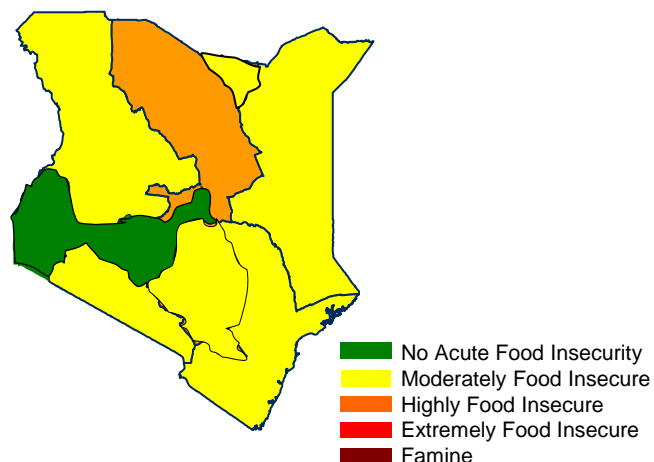 No Acute Food Insecurity
Moderately Food Insecure
Highly Food Insecure
Extremely Food Insecure
Famine